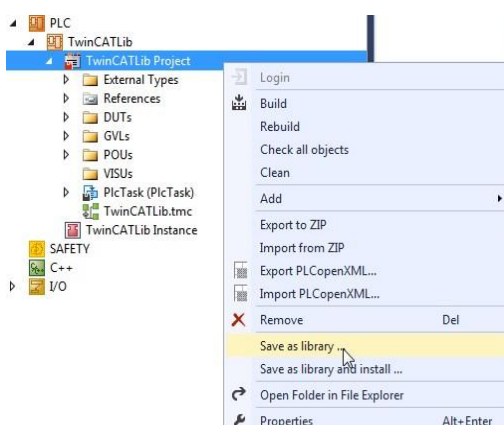 PLC
TwinCATLib
TwinCATLib Project
External Types
References
DUTs
GVLs
POUs
VISUs
PlcTask (PlcTask)
TwinCATLib.tmc
TwinCATLib Instance
SAFETY
C++
I/O
Login
Build
Rebuild
Check all objects
Clean
Add
Export to ZIP
Import from ZIP
Export PLCopenXML...
Import PLCopenXML...
Remove Del
Save as library ...
Save as library and install ...
Open Folder in File Explorer
Properties Alt+Enter